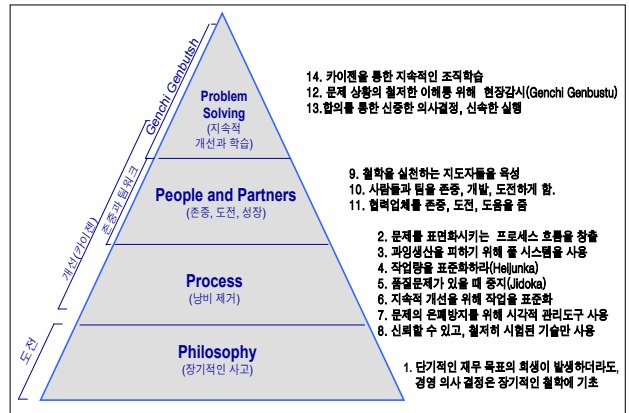 Problem
Solving
(지속적
개선과 학습)
People and Partners
(존중, 도전, 성장)
Process
(낭비 제거)
Philosophy
(장기적인 사고)
Genchi Genbutsh
존중과 팀워크
개선(카이젠)
도전
14. 카이젠을 통한 지속적인 조직학습
12. 문제 상황의 철저한 이해통 위해 현장감시(Genchi Genbustu)
13.합의를 통한 신중한 의사결정, 신속한 실행
9. 철학을 실천하는 지도자들을 육성
10. 사람들과 팀을 존중, 개발, 도전하게 함.
11. 협력업체를 존중, 도전, 도움을 줌
2. 문제를 표면화시키는 프로세스 흐름을 창출
3. 과잉생산을 피하기 위해 풀 시스템을 사용
4. 작업량을 표준화하라(Heijunka)
5. 품질문제가 있을 때 중지(Jidoka)
6. 지속적 개선을 위해 작업을 표준화
7. 문제의 은폐방지를 위해 시각적 관리도구 사용
8. 신뢰할 수 있고, 철저히 시험된 기술만 사용
1. 단기적인 재무 목표의 희생이 발생하더라도,
경영 의사 결정은 장기적인 철학에 기초